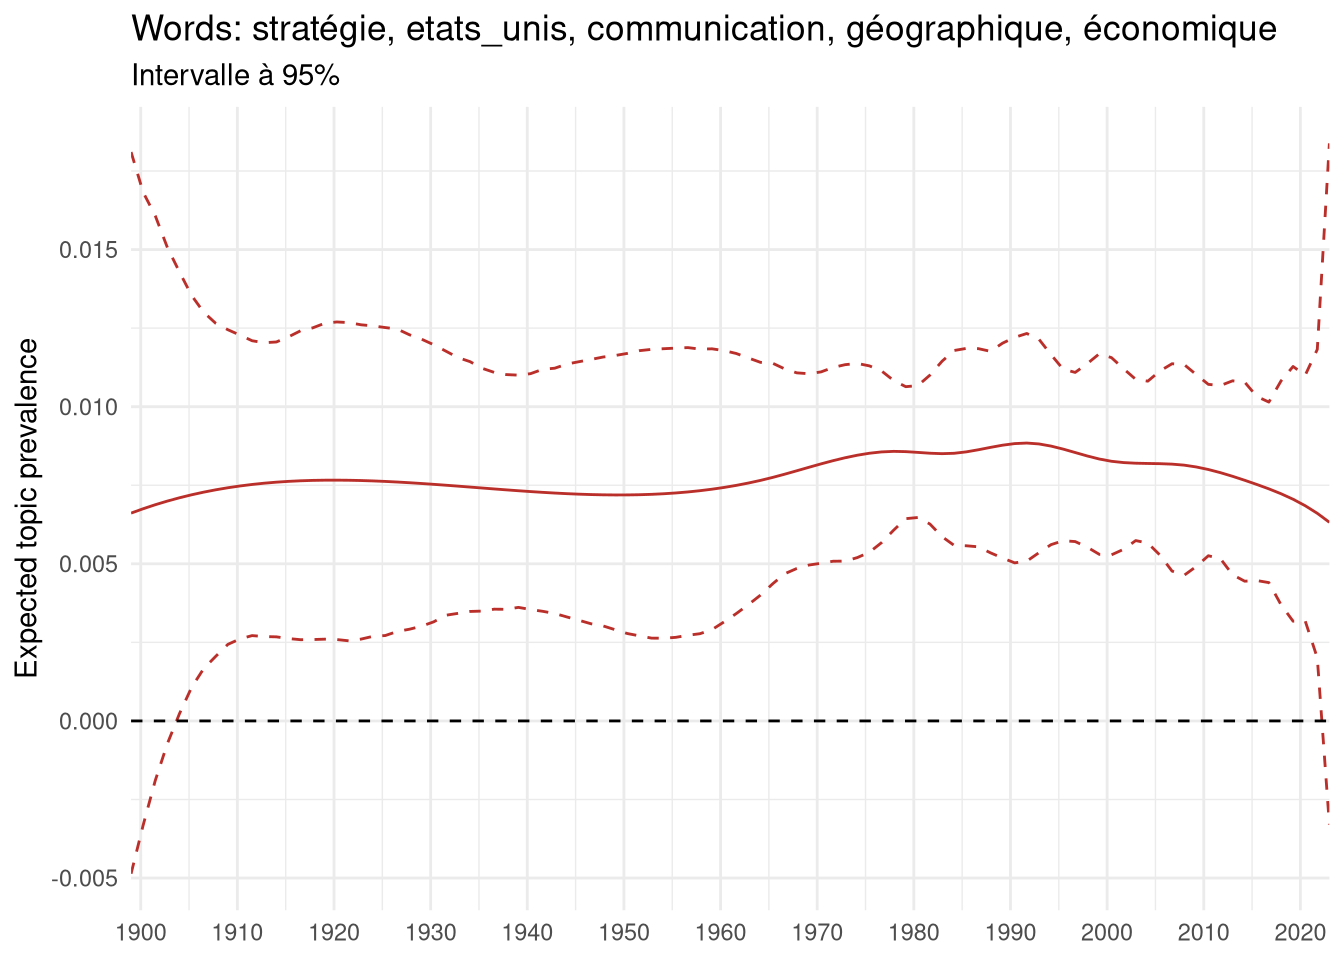 Words: stratégie, etats_unis, communication, géographique, économique
Intervalle à 95%
Expected topic prevalence
0.015
0.010
0.005
0.000
-0.005
1900 1910 1920 1930 1940 1950 1960 1970 1980 1990 2000 2010 2020